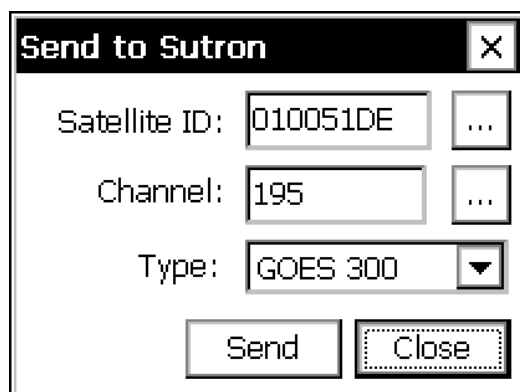 Send to Sutron
Satellite ID: 010051DE ...
Channel: 195 ...
Type: GOES 300
Send Close